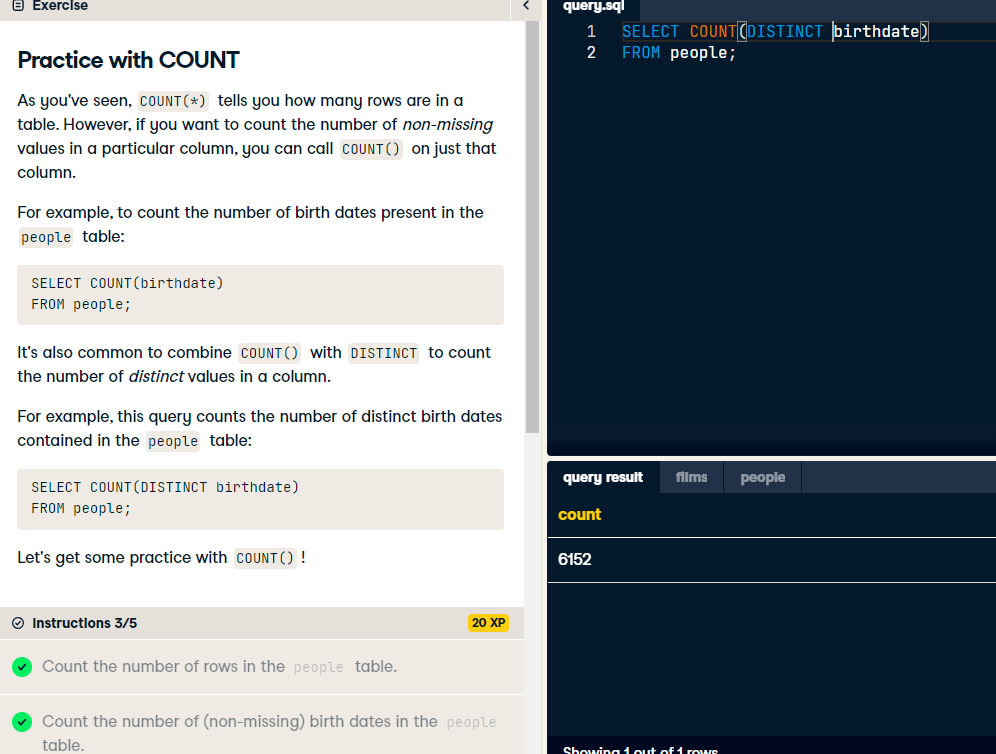 Exercise
Practice with COUNT
As you've seen, COUNT(*) tells you how many rows are in a
table. However, if you want to count the number of non-missing
values in a particular column, you can call COUNT() on just that
column.
For example, to count the number of birth dates present in the
people table:
SELECT COUNT(birthdate)
FROM people;
It's also common to combine COUNT() with DISTINCT to count
the number of distinct values in a column.
For example, this query counts the number of distinct birth dates
contained in the people table:
SELECT COUNT(DISTINCT birthdate)
FROM people;
Let's get some practice with COUNT()!
Instructions 3/5
20 XP
Count the number of rows in the people table.
Count the number of (non-missing) birth dates in the people
table.
query.sql
1 SELECT COUNT(DISTINCT birthdate)
2 FROM people;
query result films people
count
6152
Showing 1 out of 1 rows